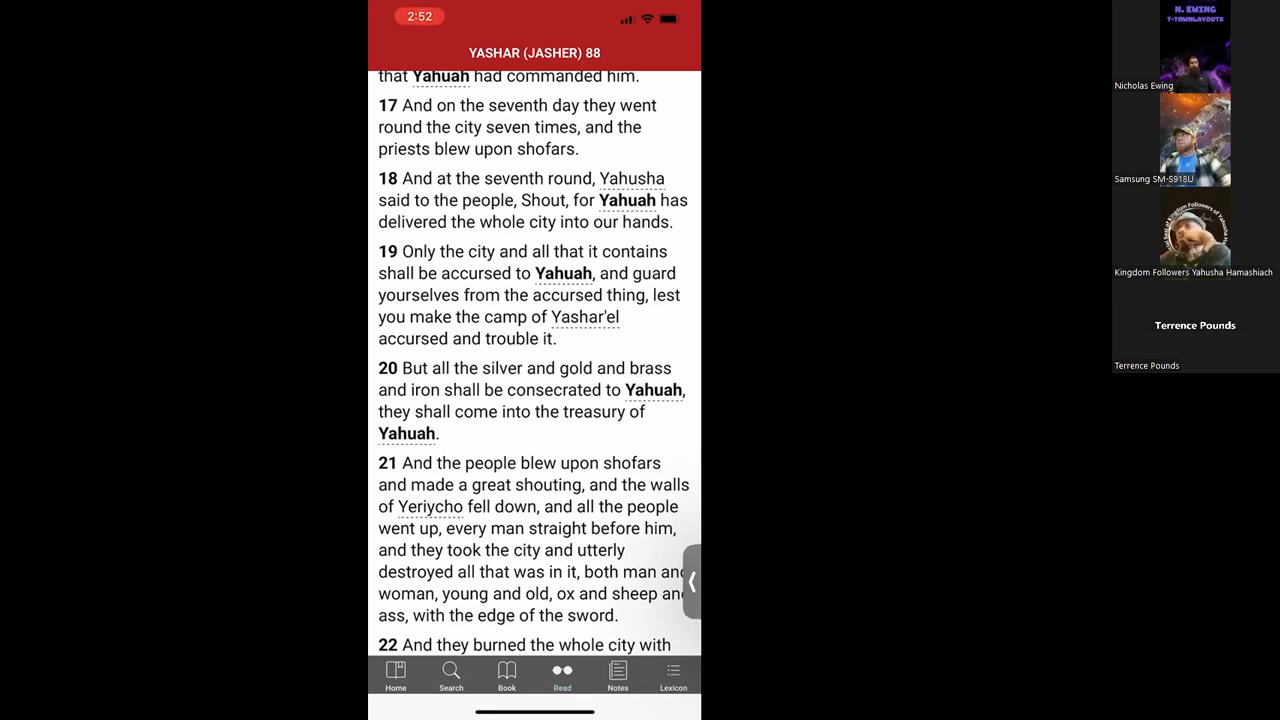 2:52
YASHAR (JASHER) 88
that Yahuah had commanded him.
17 And on the seventh day they went
round the city seven times, and the
priests blew upon shofars.
18 And at the seventh round, Yahusha
said to the people, Shout, for Yahuah has
delivered the whole city into our hands.
19 Only the city and all that it contains
shall be accursed to Yahuah, and guard
yourselves from the accursed thing, lest
you make the camp of Yashar'el
accursed and trouble it.
20 But all the silver and gold and brass
and iron shall be consecrated to Yahuah,
they shall come into the treasury of
Yahuah.
21 And the people blew upon shofars
and made a great shouting, and the walls
of Yeriycho fell down, and all the people
went up, every man straight before him,
and they took the city and utterly
destroyed all that was in it, both man and
woman, young and old, ox and sheep and
ass, with the edge of the sword.
22 And they burned the whole city with
Home Search Book Read Notes Lexicon
N. EWING
T-TOWNLAYOUTS
Nicholas Ewing
Samsung SM-S918U
Kingdom Followers Yahusha Hamashiach
Terrence Pounds
Terrence Pounds